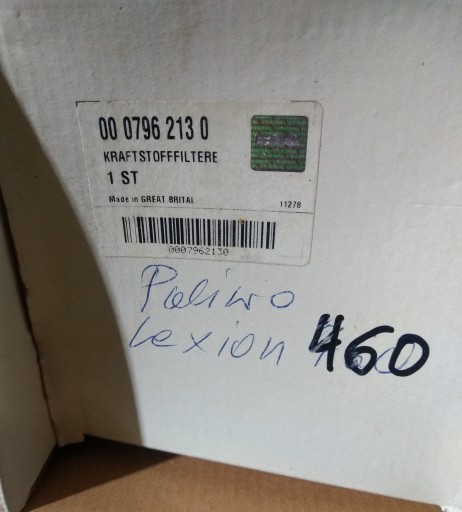 00 0796 213 0
KRAFTSTOFFFILTERE
1 ST
Made in GREAT BRITAI
11278
0007962130
Paliwo
Lexion 460